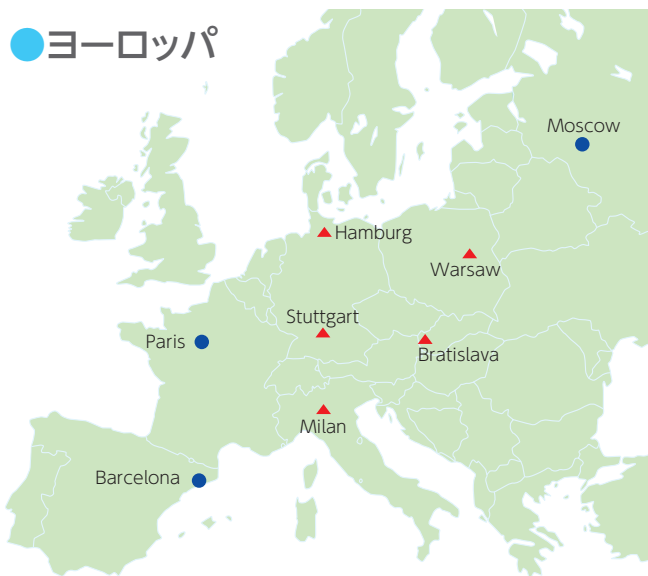 ヨーロッパ
Moscow
Hamburg
Warsaw
Stuttgart
Paris
Bratislava
Milan
Barcelona